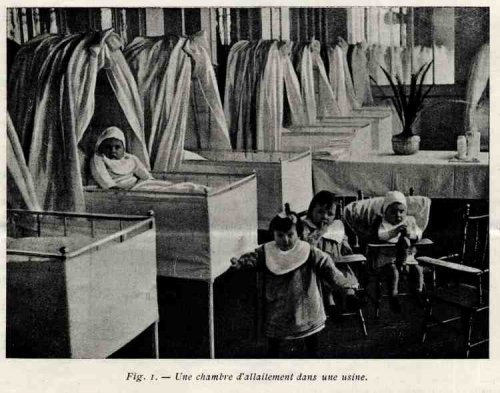 Fig. 1. — Une chambre d'allaitement dans une usine.